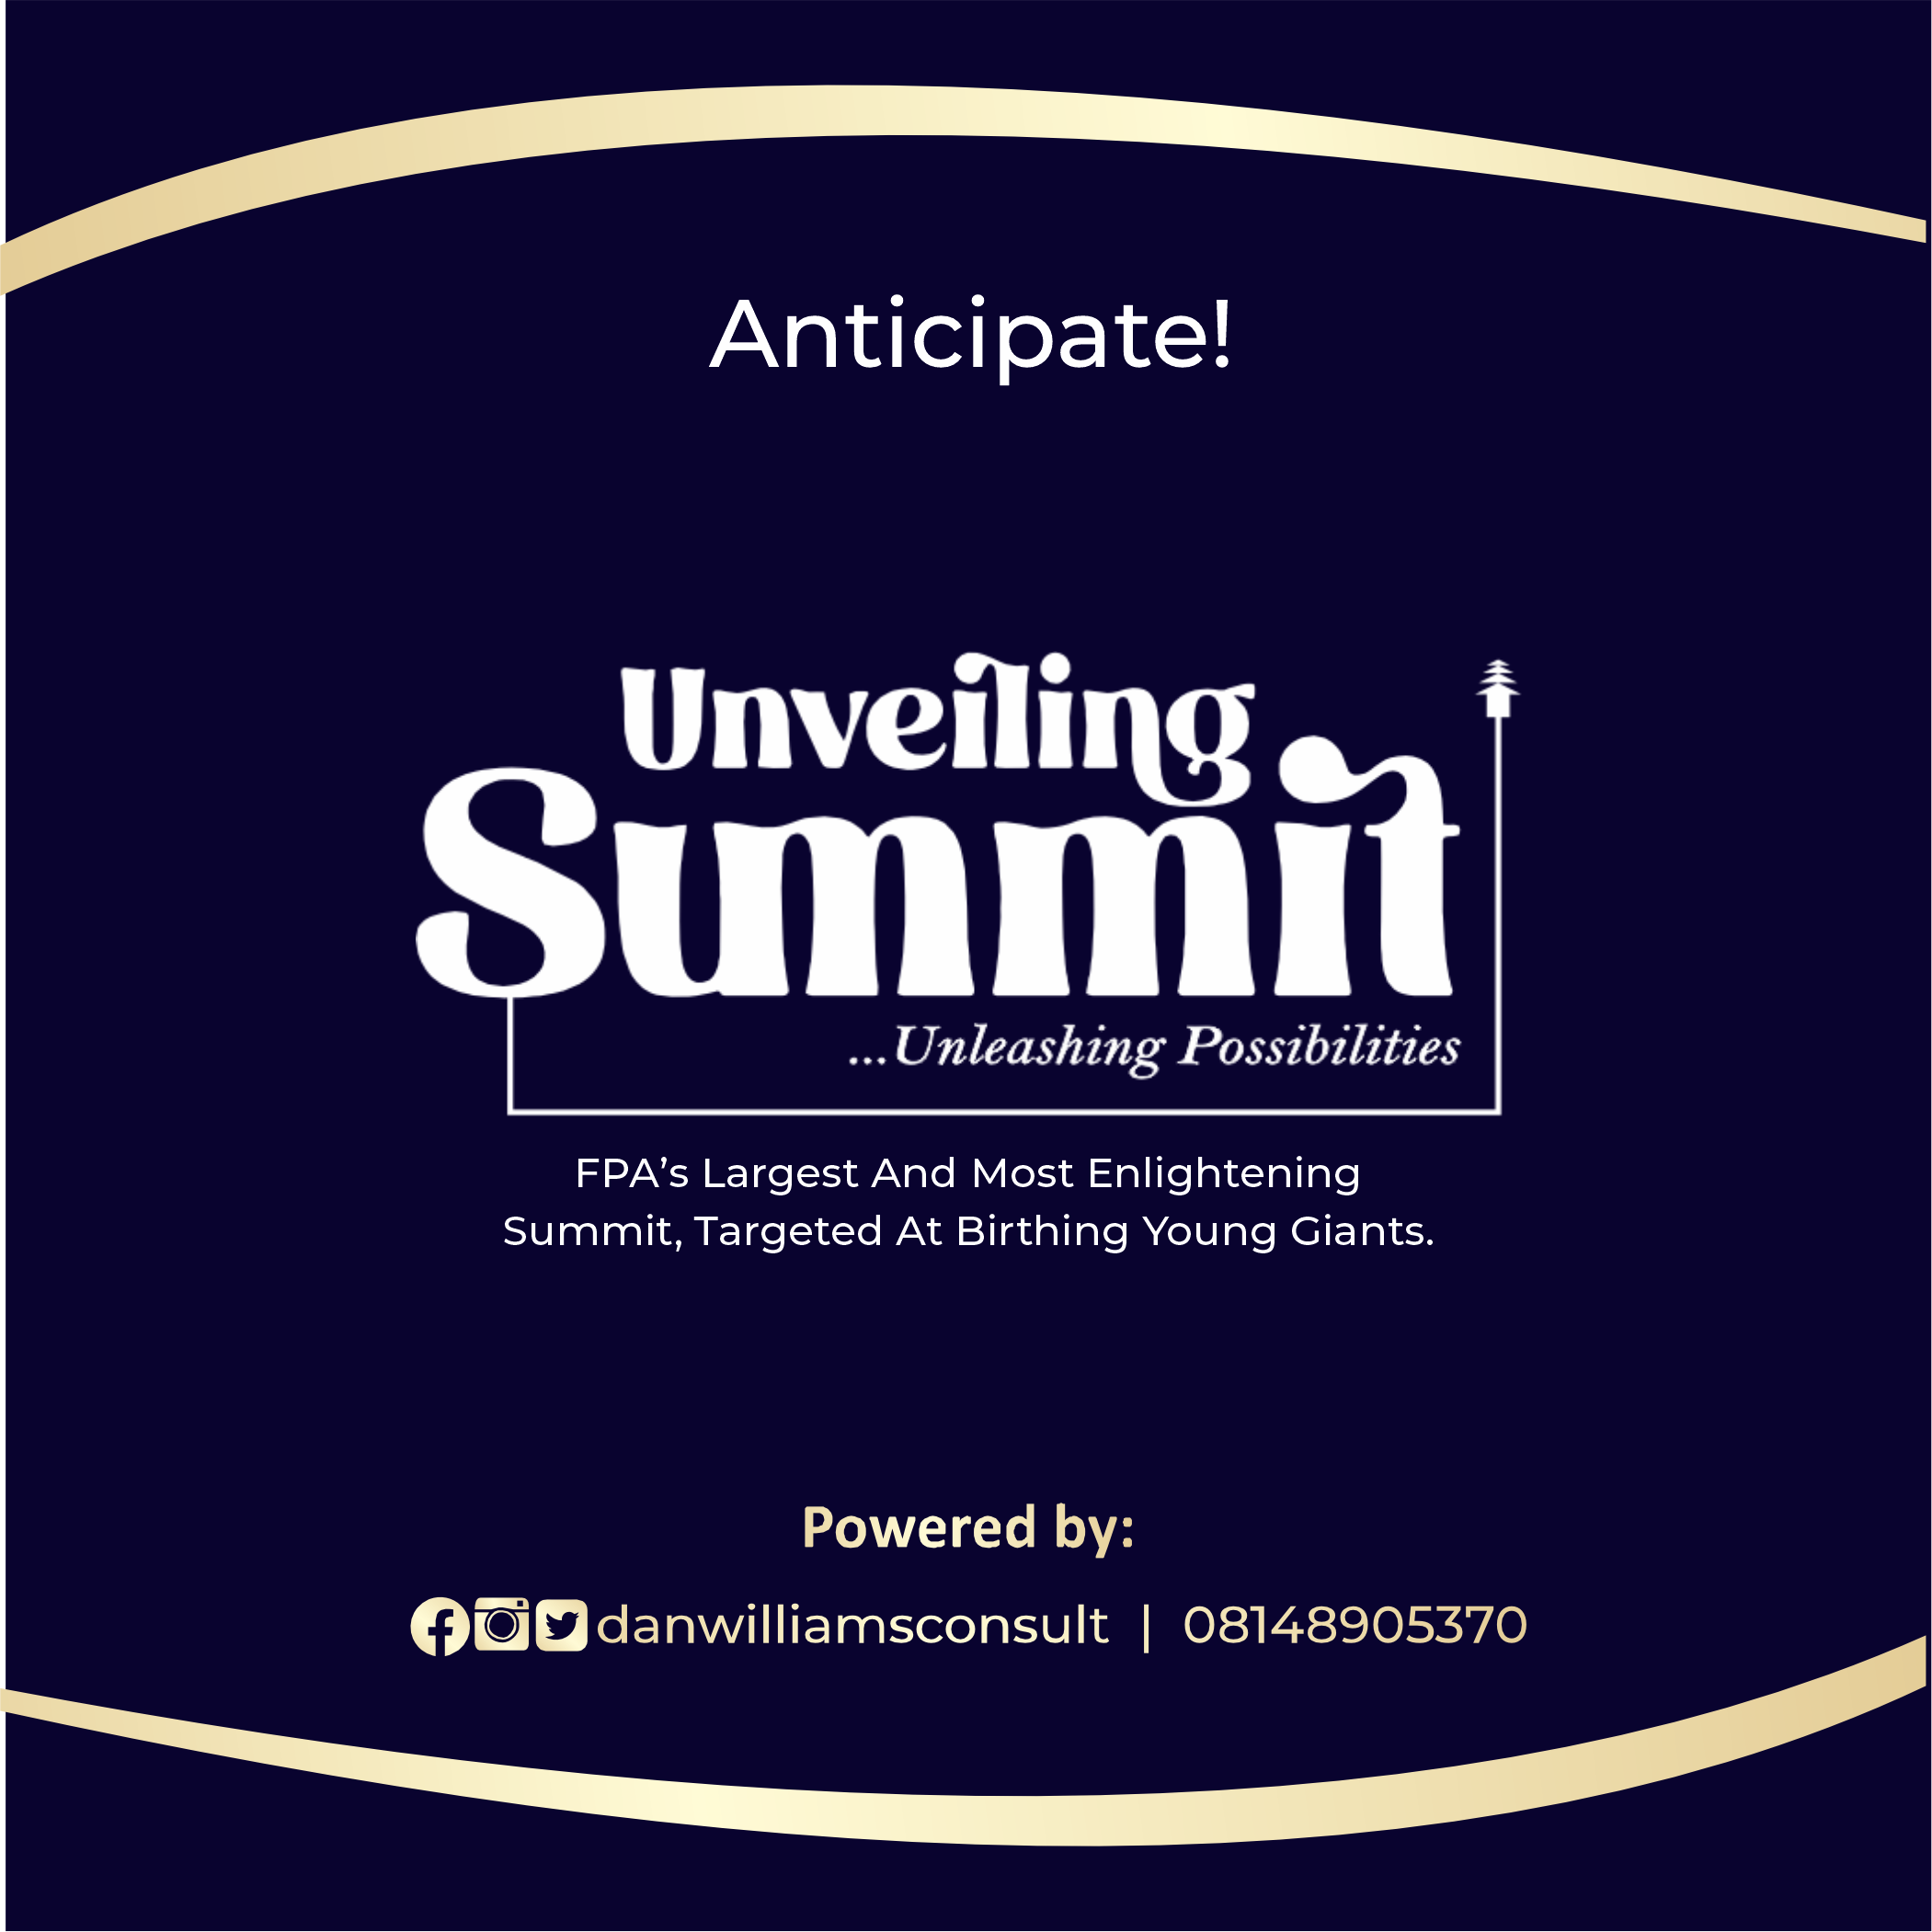 Anticipate!
Unveiling
Summit
...Unleashing Possibilities
FPA’s Largest And Most Enlightening
Summit, Targeted At Birthing Young Giants.
Powered by:
danwilliamsconsult | 08148905370